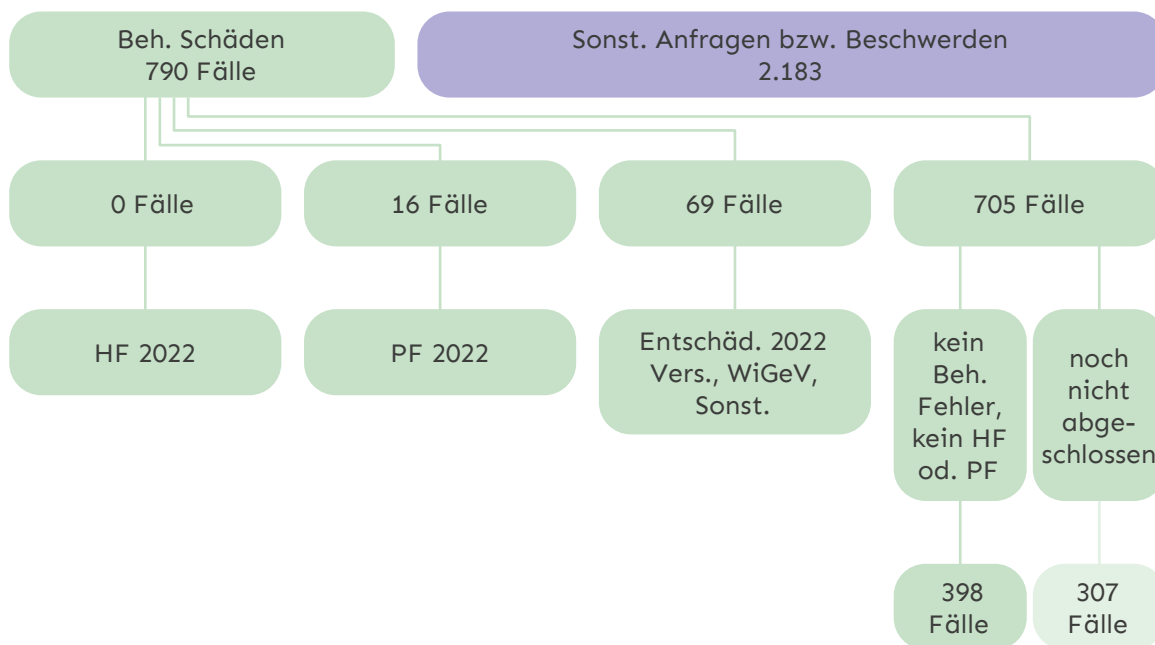 Beh. Schäden
790 Fälle
Sonst. Anfragen bzw. Beschwerden
2.183
0 Fälle
16 Fälle
69 Fälle
705 Fälle
HF 2022
PF 2022
Entschäd. 2022
Vers., WiGeV,
Sonst.
kein
Beh.
Fehler,
kein HF
od. PF
noch
nicht
abge-
schlossen
398
Fälle
307
Fälle